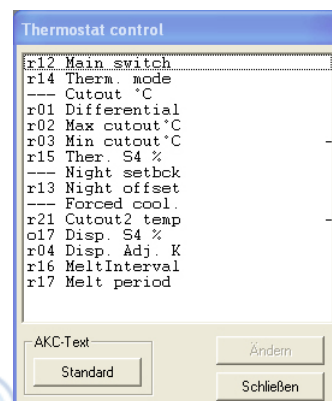 Thermostat control
r12 Main switch
r14 Therm. mode
--- Cutout °C
r01 Differential
r02 Max cutout°C
r03 Min cutout°C
r15 Ther. S4 %
--- Night setbck
r13 Night offset
--- Forced cool.
r21 Cutout2 temp
o17 Disp. S4 %
r04 Disp. Adj. K
r16 MeltInterval
r17 Melt period
AKC-Text
Ändern
Standard
Schließen